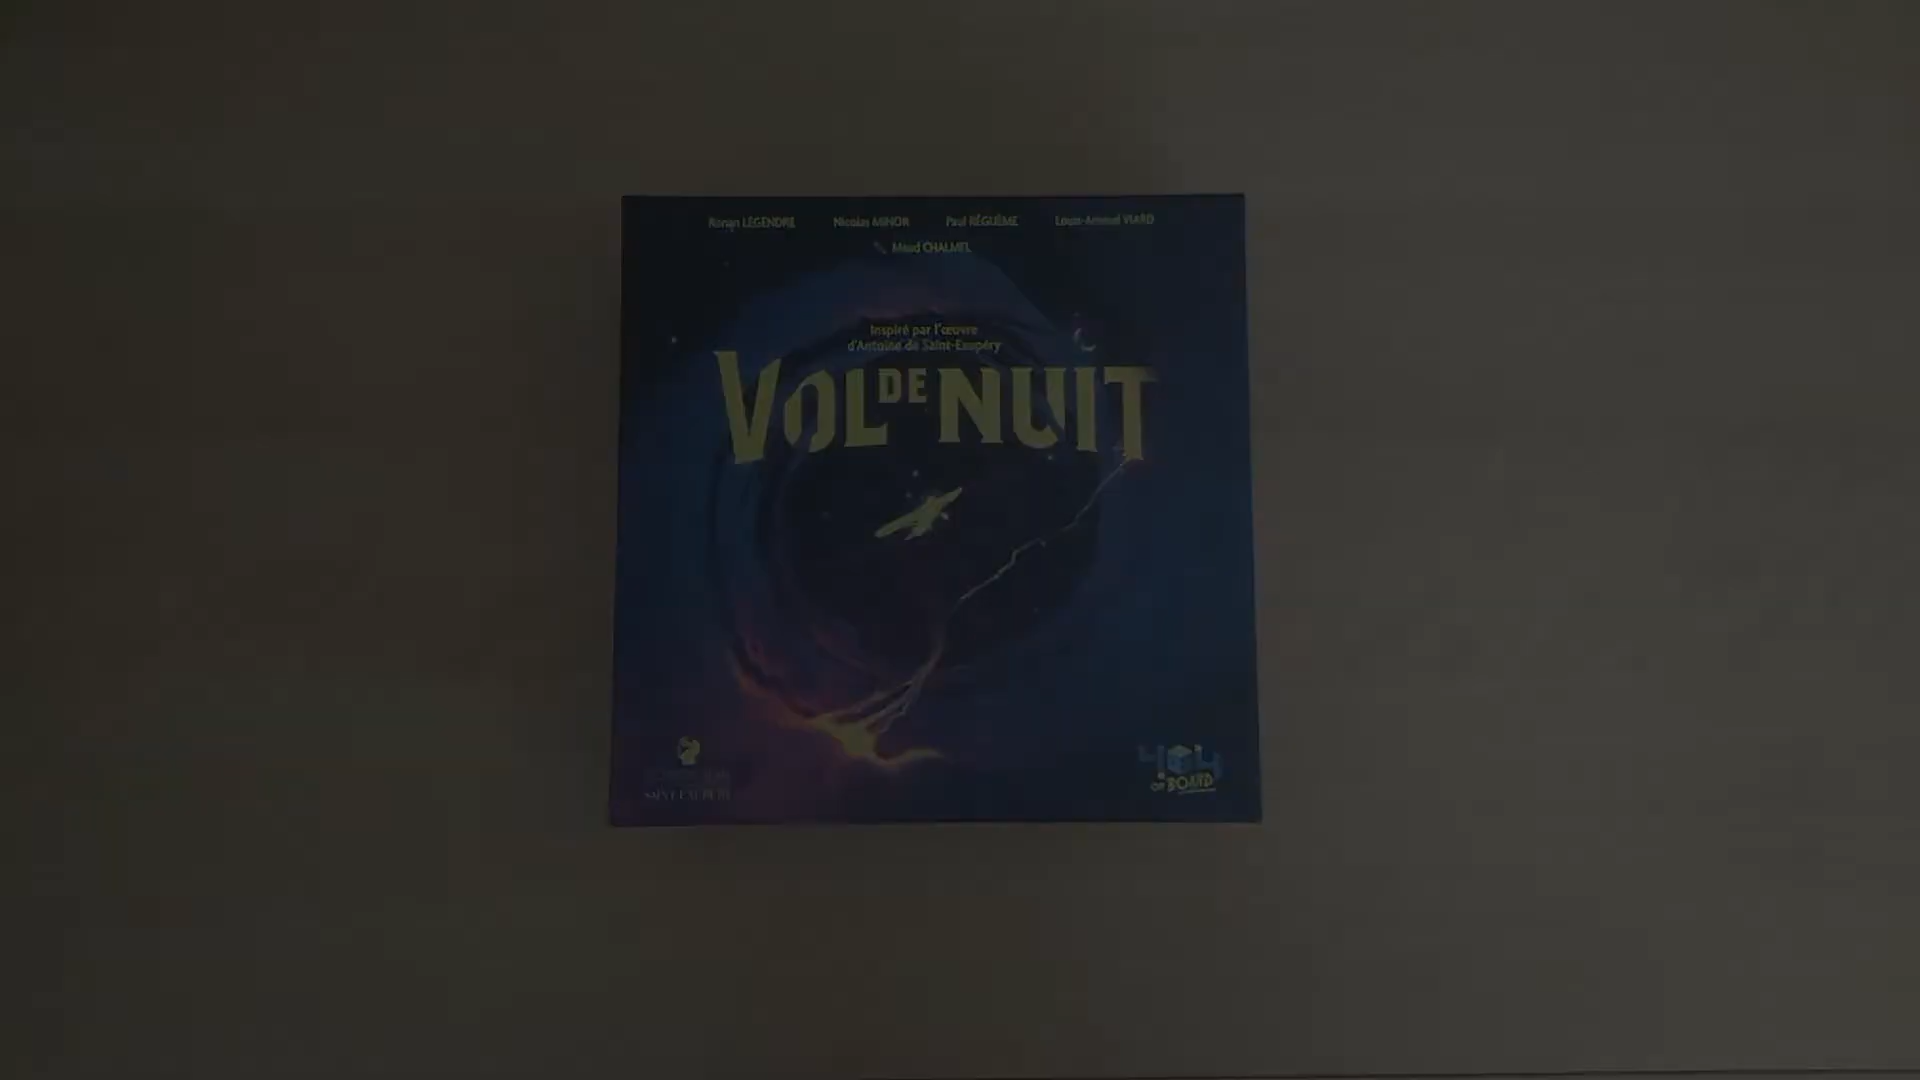 Ronan LEGENDRE Nicolas MINOR Paul RÉGUÈME Louis-Armand VIARD
Maud CHALMEL
Inspiré par l'œuvre
d'Antoine de Saint-Exupéry
VOL DE NUIT
404
ON BOARD